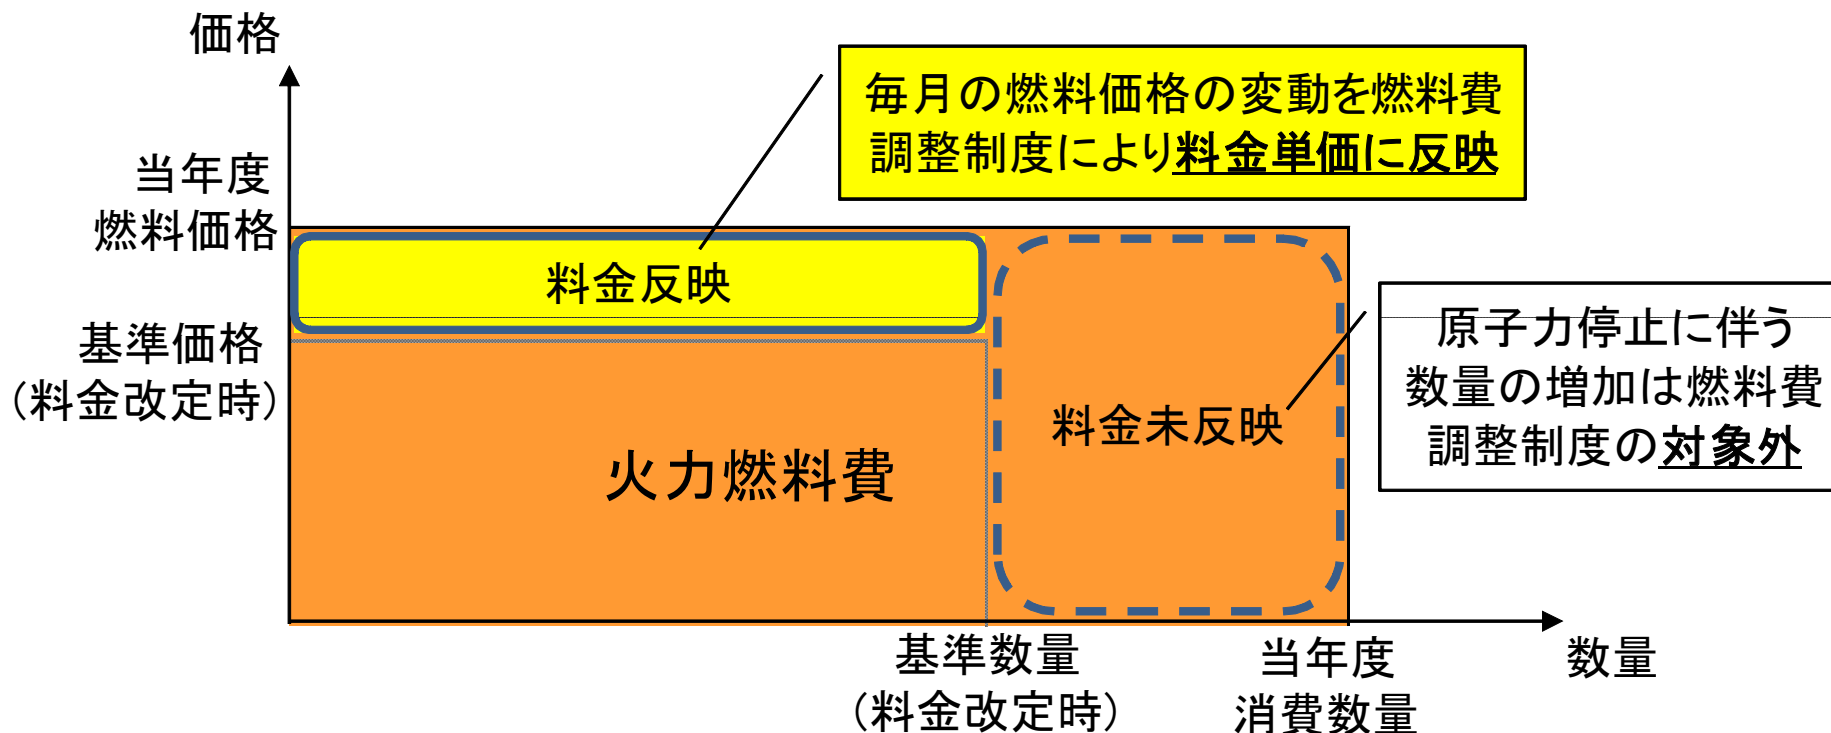 価格
毎月の燃料価格の変動を燃料費
調整制度により料金単価に反映
当年度
燃料価格
料金反映
基準価格
（料金改定時）
原子力停止に伴う
数量の増加は燃料費
調整制度の対象外
料金未反映
火力燃料費
基準数量
（料金改定時）
当年度
消費数量
数量